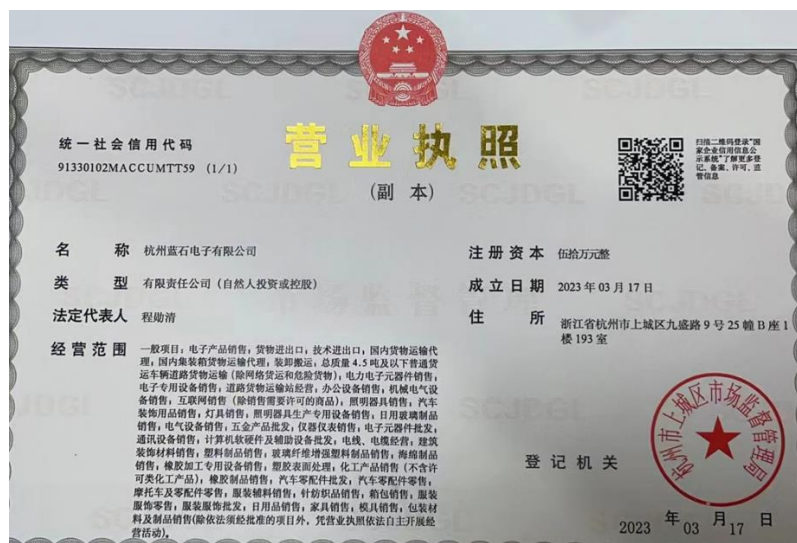 统一社会信用代码
91330102MACCUMTT59 (1/1)
营业执照
(副 本)
扫描二维码登录“国
家企业信用信息公
示系统”了解更多登
记、备案、许可、监
管信息
名 称 杭州蓝石电子有限公司
类 型 有限责任公司（自然人投资或控股）
法定代表人 程勋清
经营范围 一般项目：电子产品销售；货物进出口；技术进出口；国内货物运输代
理；国内集装箱货物运输代理；装卸搬运；总质量 4.5 吨及以下普通货
运车辆道路货物运输（除网络货运和危险货物）；电力电子元器件销售；
电子专用设备销售；道路货物运输站经营；办公设备销售；机械电气设
备销售；互联网销售（除销售需要许可的商品）；照明器具销售；汽车
装饰用品销售；灯具销售；照明器具生产专用设备销售；日用玻璃制品
销售；电气设备销售；五金产品批发；仪器仪表销售；电子元器件批发；
通讯设备销售；计算机软硬件及辅助设备批发；电线、电缆经营；建筑
装饰材料销售；塑料制品销售；玻璃纤维增强塑料制品销售；海绵制品
销售；橡胶加工专用设备销售；塑胶表面处理；化工产品销售（不含许
可类化工产品）；橡胶制品销售；汽车零配件批发；汽车零配件零售；
摩托车及零配件零售；服装辅料销售；针纺织品销售；箱包销售；服装
服饰零售；服装服饰批发；日用品销售；家具销售；模具销售；包装材
料及制品销售(除依法须经批准的项目外，凭营业执照依法自主开展经
营活动)。
注册资本 伍拾万元整
成立日期 2023 年 03 月 17 日
住 所 浙江省杭州市上城区九盛路 9 号 25 幢 B 座 1
楼 193 室
登记机关
杭州市上城区市场监督管理局
2023 年 03 月 17 日
SCJDGL
市场监督管理